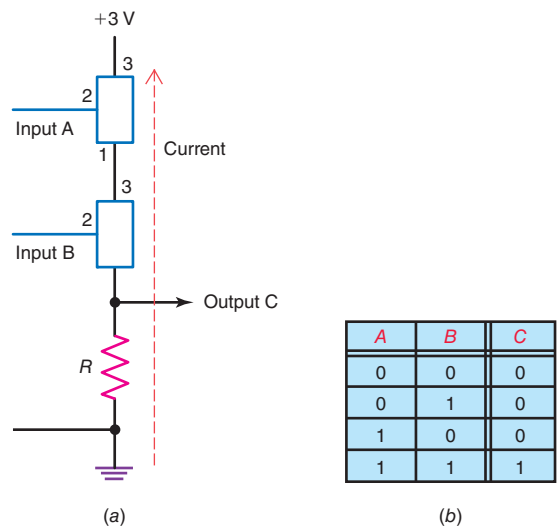 +3 V
3
2
Input A
1
Current
3
2
Input B
Output C
R
A B C
0 0 0
0 1 0
1 0 0
1 1 1
(a)
(b)